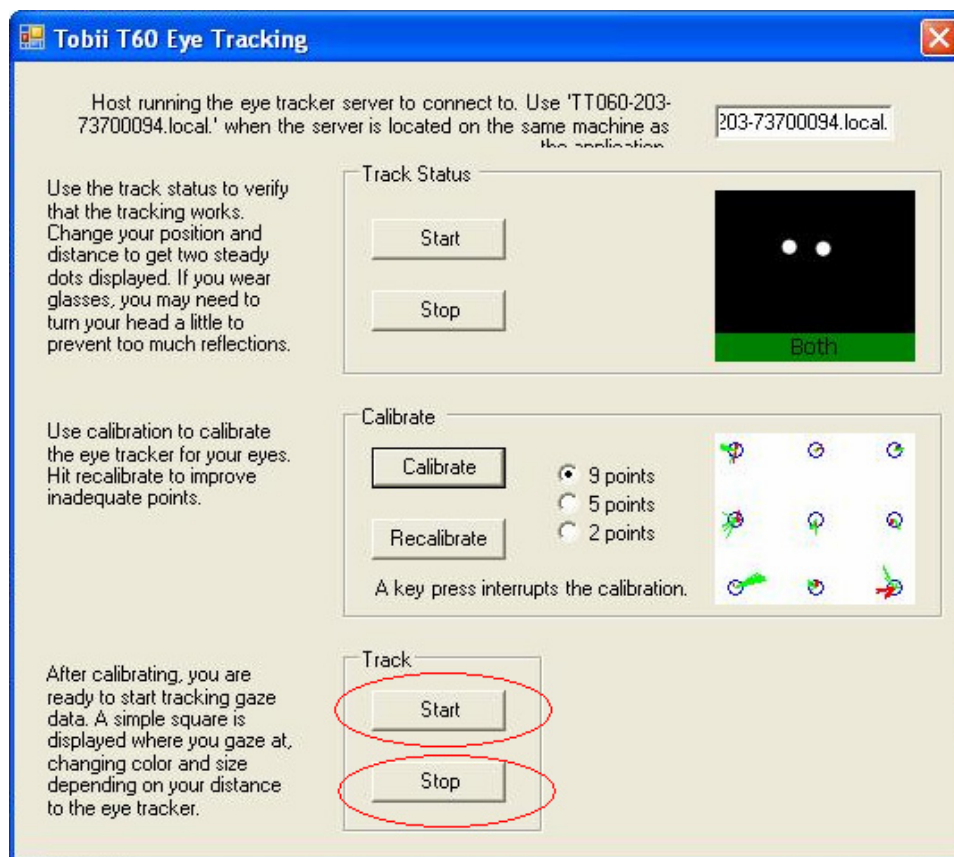 Tobii T60 Eye Tracking
Host running the eye tracker server to connect to. Use 'TT060-203-
73700094.local.' when the server is located on the same machine as
the application.
203-73700094.local.
Use the track status to verify
that the tracking works.
Change your position and
distance to get two steady
dots displayed. If you wear
glasses, you may need to
turn your head a little to
prevent too much reflections.
Track Status
Start
Stop
Both
Use calibration to calibrate
the eye tracker for your eyes.
Hit recalibrate to improve
inadequate points.
Calibrate
Calibrate
Recalibrate
9 points
5 points
2 points
A key press interrupts the calibration.
After calibrating, you are
ready to start tracking gaze
data. A simple square is
displayed where you gaze at,
changing color and size
depending on your distance
to the eye tracker.
Track
Start
Stop